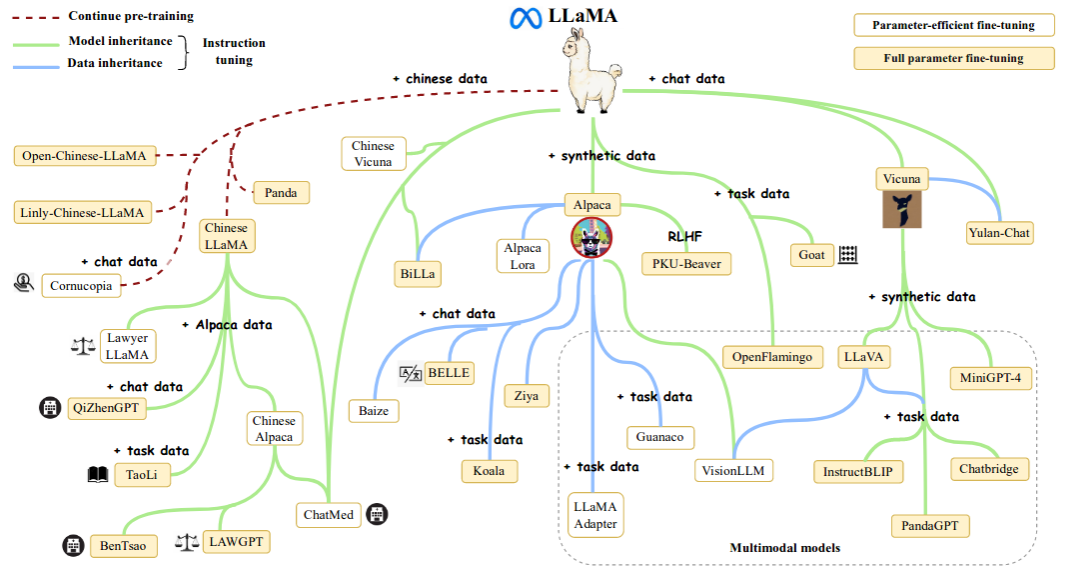 Continue pre-training
Model inheritance
Data inheritance
Instruction
tuning
LLaMA
Parameter-efficient fine-tuning
Full parameter fine-tuning
+ chinese data
+ chat data
Open-Chinese-LLaMA
Chinese
Vicuna
+ synthetic data
Panda
Linly-Chinese-LLaMA
Chinese
LLaMA
Alpaca
+ task data
Vicuna
RLHF
Yulan-Chat
Alpaca
Lora
BiLLa
PKU-Beaver
Goat
+ chat data
Cornucopia
+ synthetic data
+ chat data
+ Alpaca data
Lawyer
LLaMA
OpenFlamingo
LLaVA
MiniGPT-4
BELLE
+ chat data
QiZhenGPT
Baize
Ziya
+ task data
+ task data
Chinese
Alpaca
Guanaco
+ task data
+ task data
TaoLi
Koala
+ task data
VisionLLM
InstructBLIP
Chatbridge
ChatMed
LLaMA
Adapter
PandaGPT
BenTsao
LAWGPT
Multimodal models